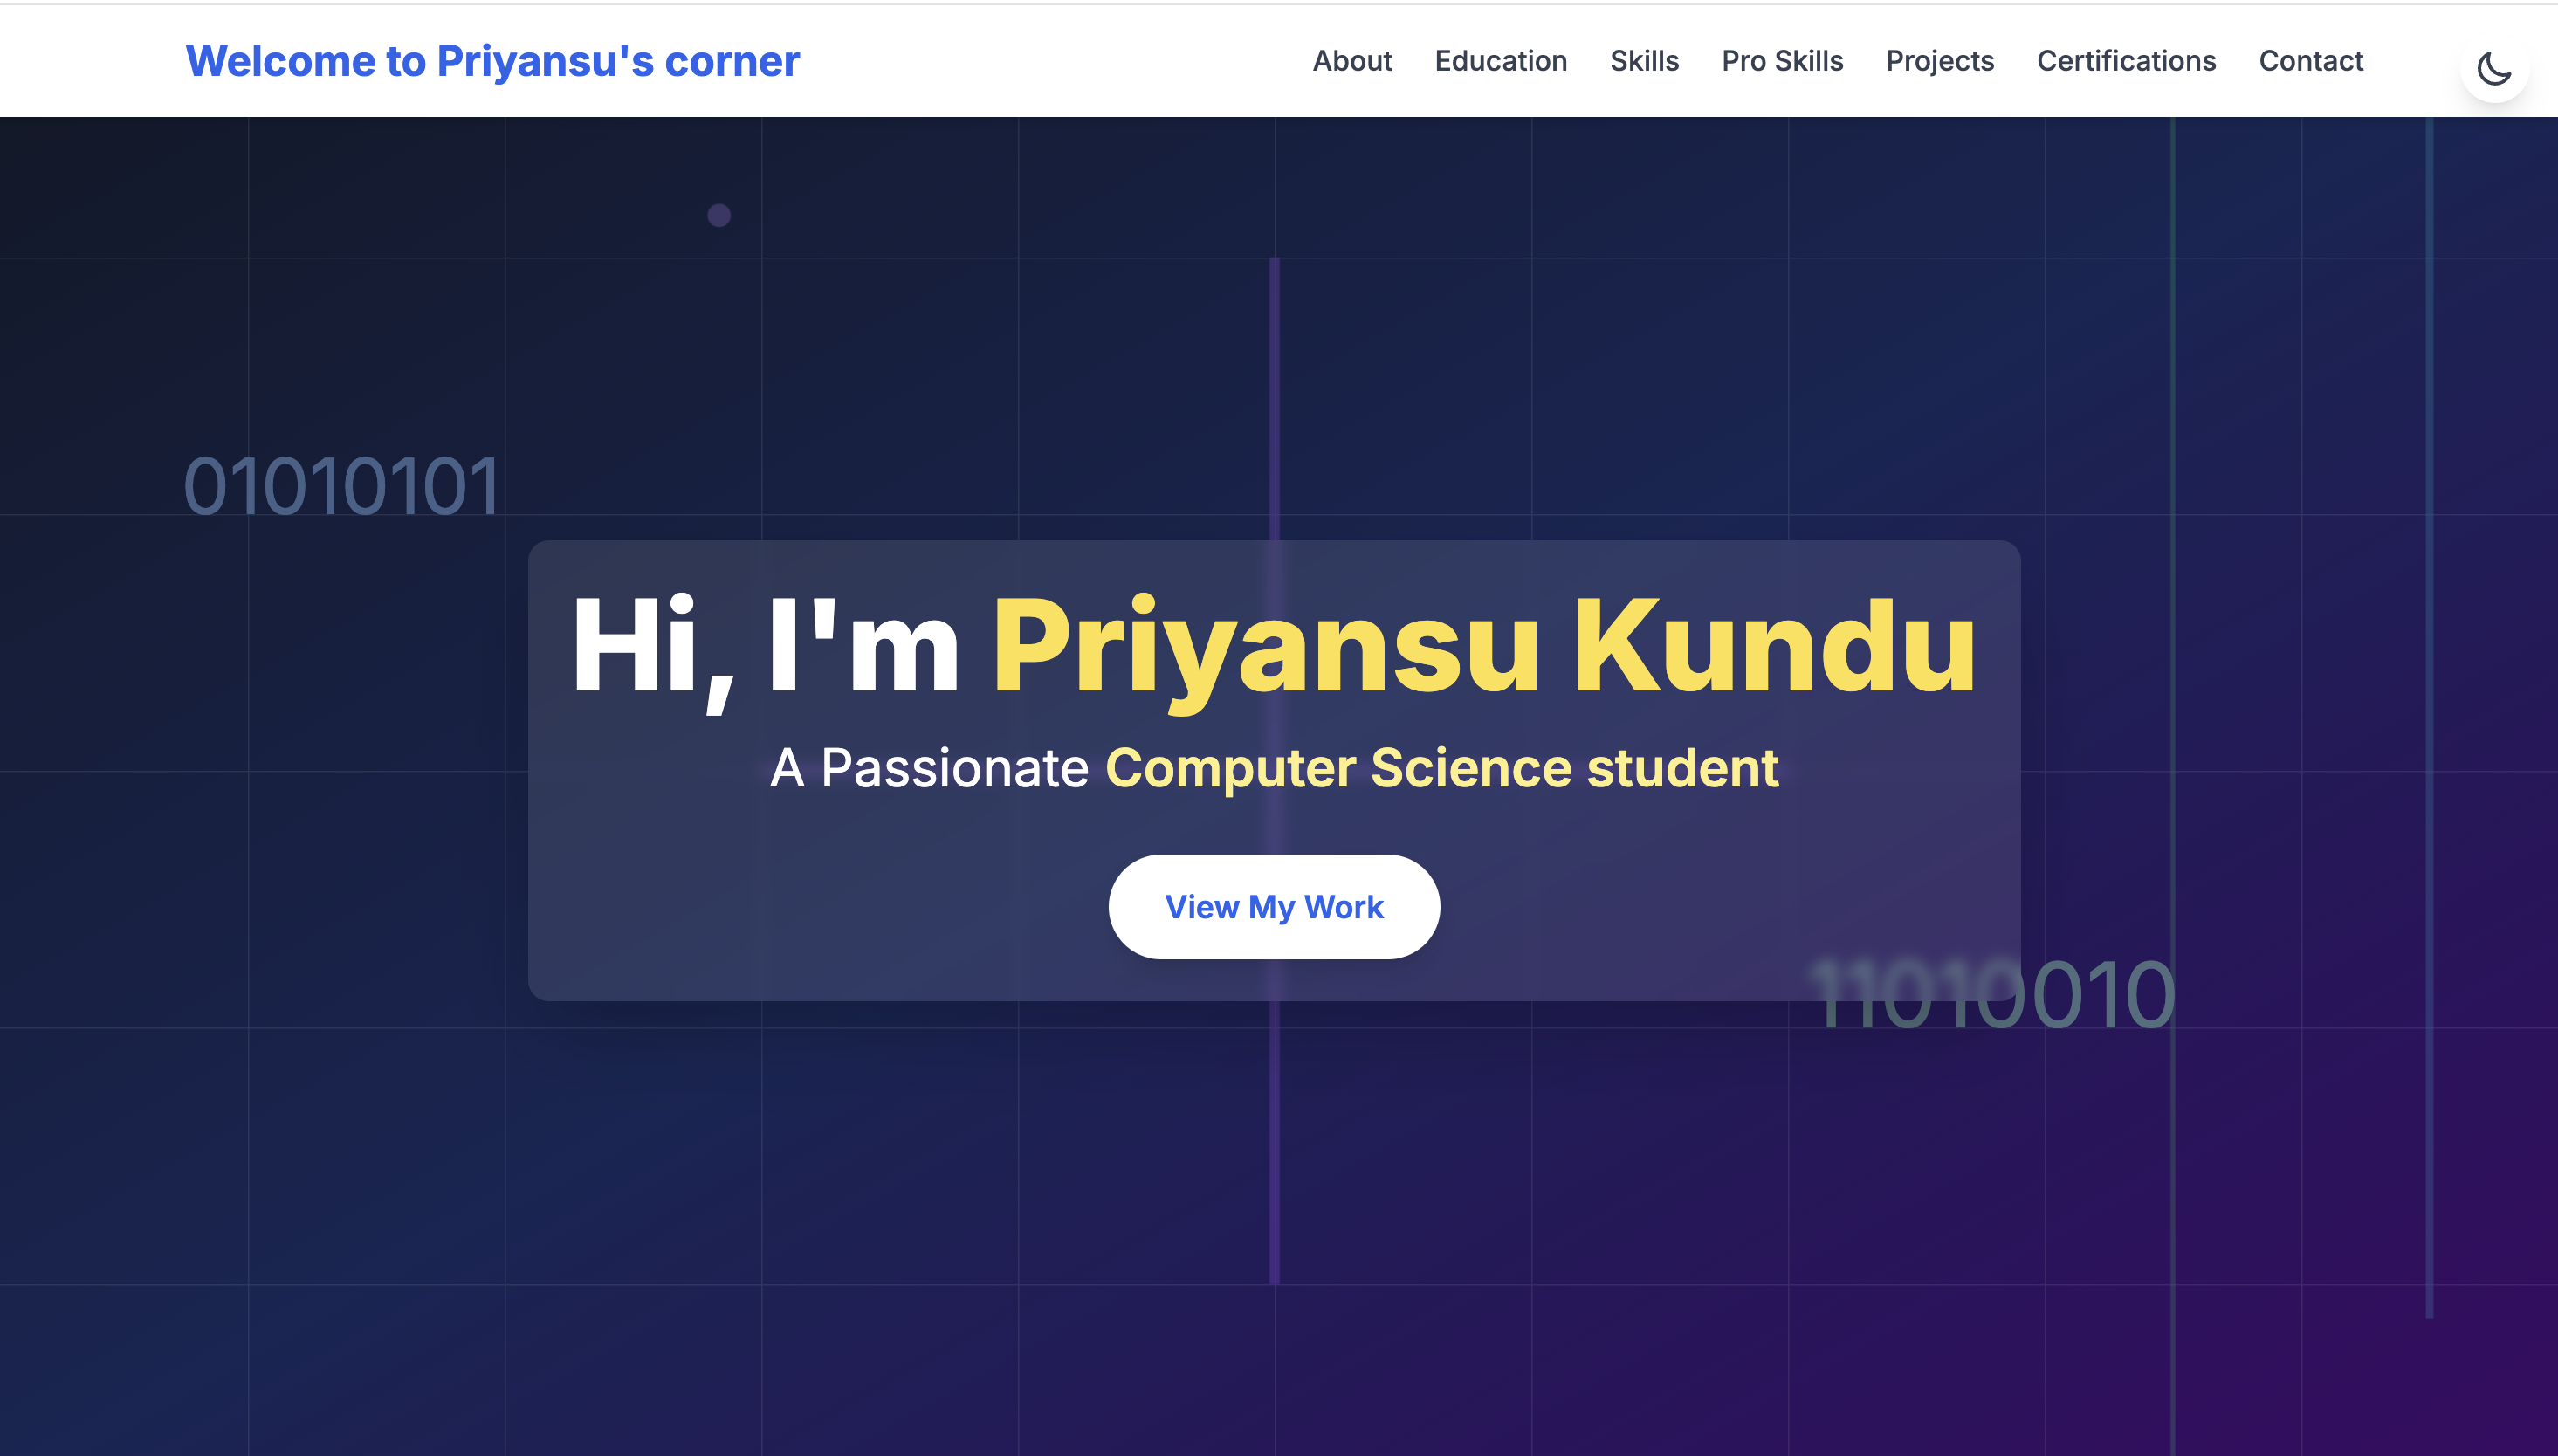 Welcome to Priyansu's corner
About Education Skills Pro Skills Projects Certifications Contact
01010101
Hi, I'm Priyansu Kundu
A Passionate Computer Science student
View My Work
11010010